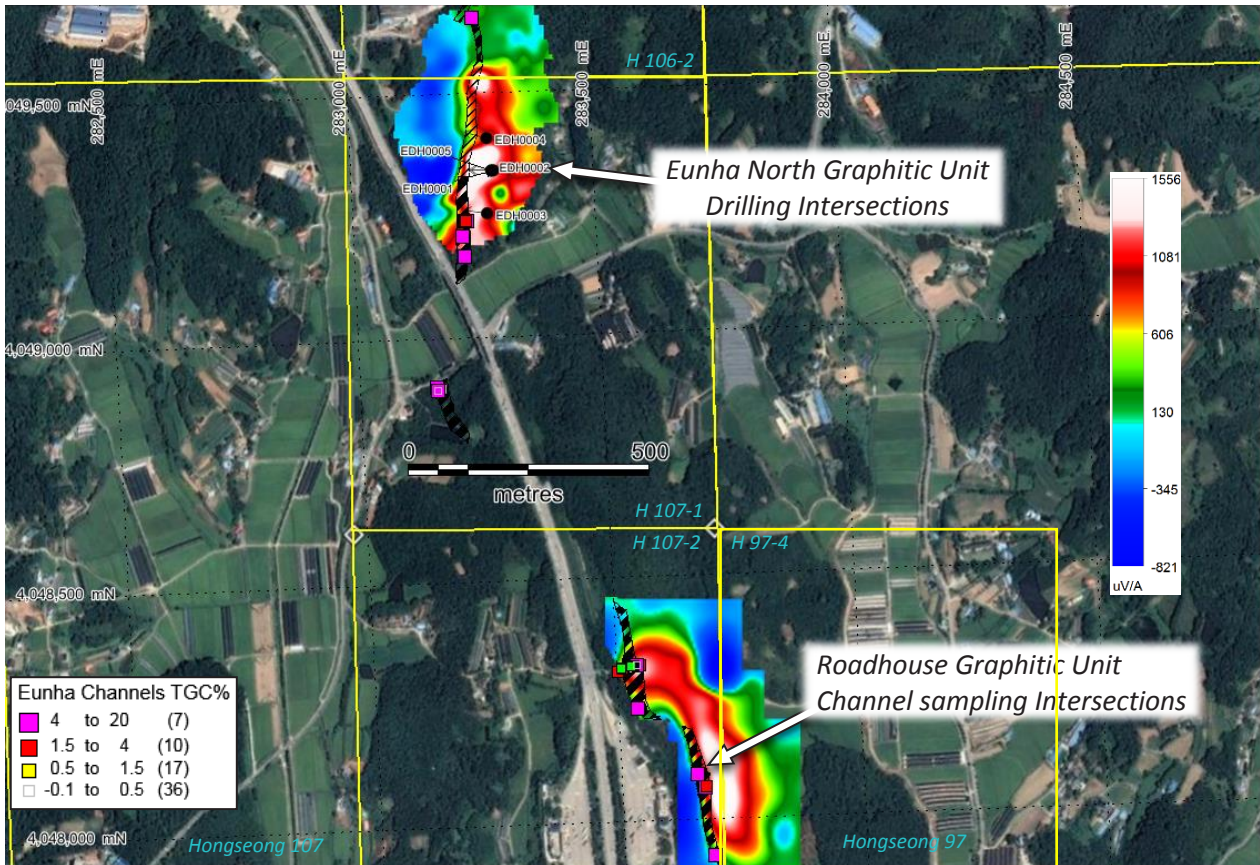 H 106-2
049,500 mN
282,500 mE
283,000 mE
283,500 mE
284,000 mE
284,500 mE
EDH0004
EDH0005
EDH0002
EDH0001
EDH0003
Eunha North Graphitic Unit
Drilling Intersections
1556
1081
606
130
-345
-821
uV/A
4,049,000 mN
0 500
metres
H 107-1
H 107-2 H 97-4
4,048,500 mN
Roadhouse Graphitic Unit
Channel sampling Intersections
Eunha Channels TGC%
4 to 20 (7)
1.5 to 4 (10)
0.5 to 1.5 (17)
-0.1 to 0.5 (36)
4,048,000 mN
Hongseong 107
Hongseong 97